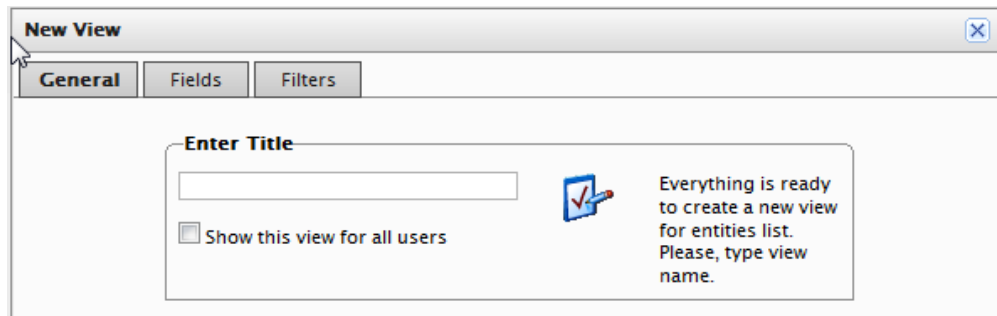 New View
General Fields Filters
Enter Title
Show this view for all users
Everything is ready
to create a new view
for entities list.
Please, type view
name.